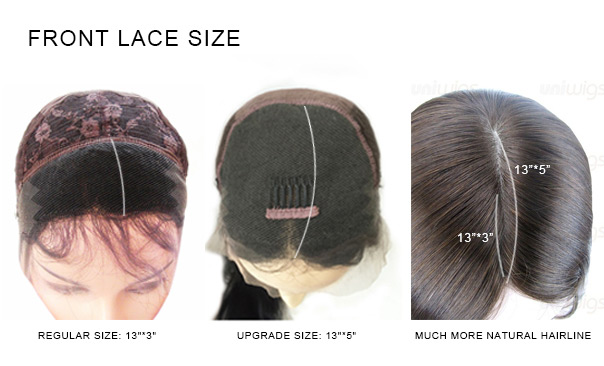 FRONT LACE SIZE
uniwigs
13"*5"
13"*3"
REGULAR SIZE: 13"*3"
UPGRADE SIZE: 13"*5"
MUCH MORE NATURAL HAIRLINE